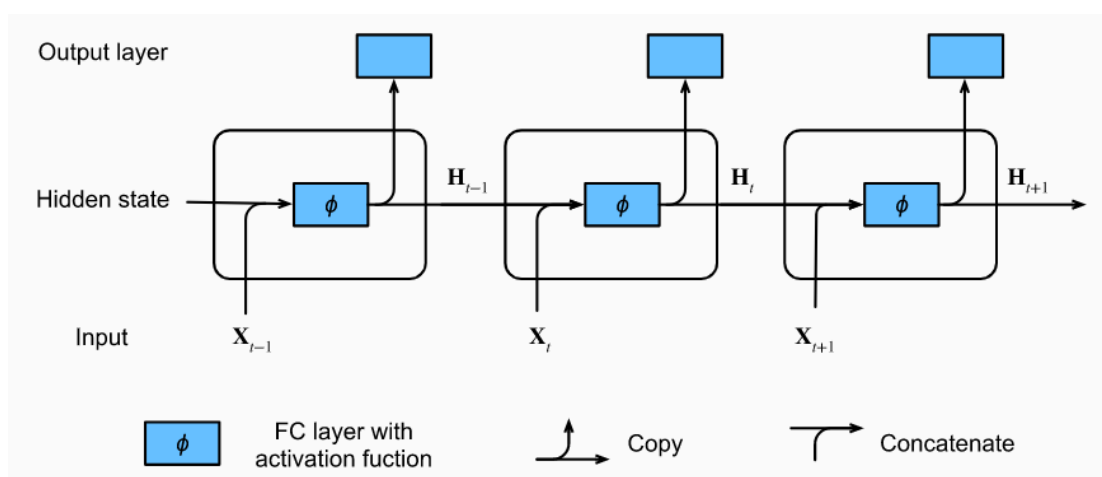 Output layer
Hidden state
ϕ
H_{t−1}
ϕ
H_t
ϕ
H_{t+1}
Input
X_{t−1}
X_t
X_{t+1}
ϕ
FC layer with
activation fuction
Copy
Concatenate